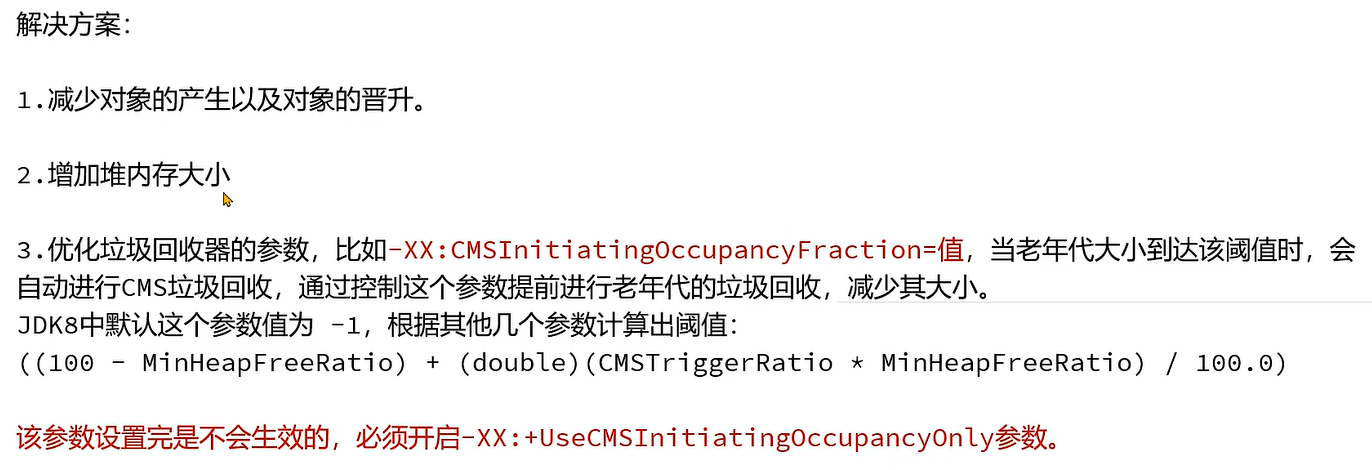 解决方案：
1.减少对象的产生以及对象的晋升。
2.增加堆内存大小
3.优化垃圾回收器的参数，比如-XX:CMSInitiatingOccupancyFraction=值，当老年代大小到达该阈值时，会
自动进行CMS垃圾回收，通过控制这个参数提前进行老年代的垃圾回收，减少其大小。
JDK8中默认这个参数值为 -1，根据其他几个参数计算出阈值：
((100 - MinHeapFreeRatio) + (double)(CMSTriggerRatio * MinHeapFreeRatio) / 100.0)
该参数设置完是不会生效的，必须开启-XX:+UseCMSInitiatingOccupancyOnly参数。